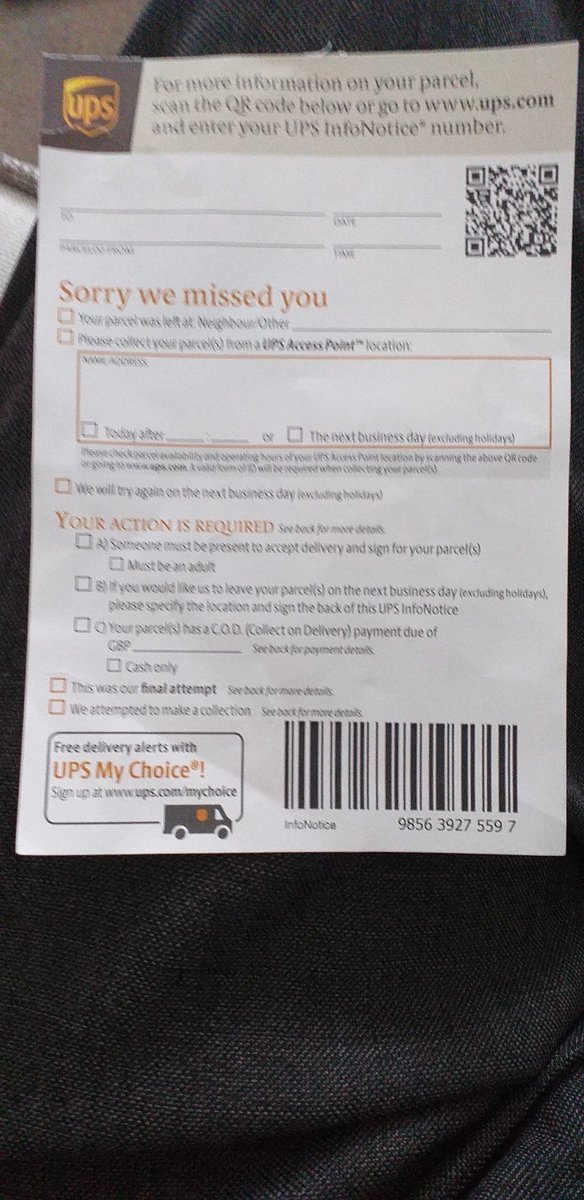 ups
For more information on your parcel,
scan the QR code below or go to www.ups.com
and enter your UPS InfoNotice® number.
TO
DATE
PARCEL(S) FROM
TIME
Sorry we missed you
Your parcel was left at: Neighbour/Other
Please collect your parcel(s) from a UPS Access Point™ location:
NAME, ADDRESS
Today after : or The next business day (excluding holidays)
Please check parcel availability and operating hours of your UPS Access Point location by scanning the above QR code
or going to www.ups.com. A valid form of ID will be required when collecting your parcel(s).
We will try again on the next business day (excluding holidays)
YOUR ACTION IS REQUIRED See back for more details.
A) Someone must be present to accept delivery and sign for your parcel(s)
Must be an adult
B) If you would like us to leave your parcel(s) on the next business day (excluding holidays),
please specify the location and sign the back of this UPS InfoNotice
C) Your parcel(s) has a C.O.D. (Collect on Delivery) payment due of
GBP See back for payment details.
Cash only
This was our final attempt See back for more details.
We attempted to make a collection See back for more details.
Free delivery alerts with
UPS My Choice®!
Sign up at www.ups.com/mychoice
InfoNotice 9856 3927 559 7